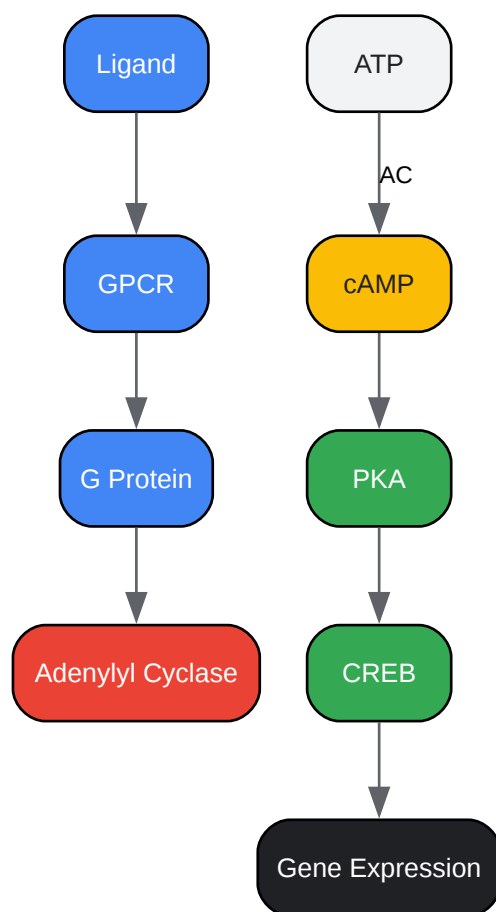 Ligand
GPCR
G Protein
Adenylyl Cyclase
ATP
AC
cAMP
PKA
CREB
Gene Expression